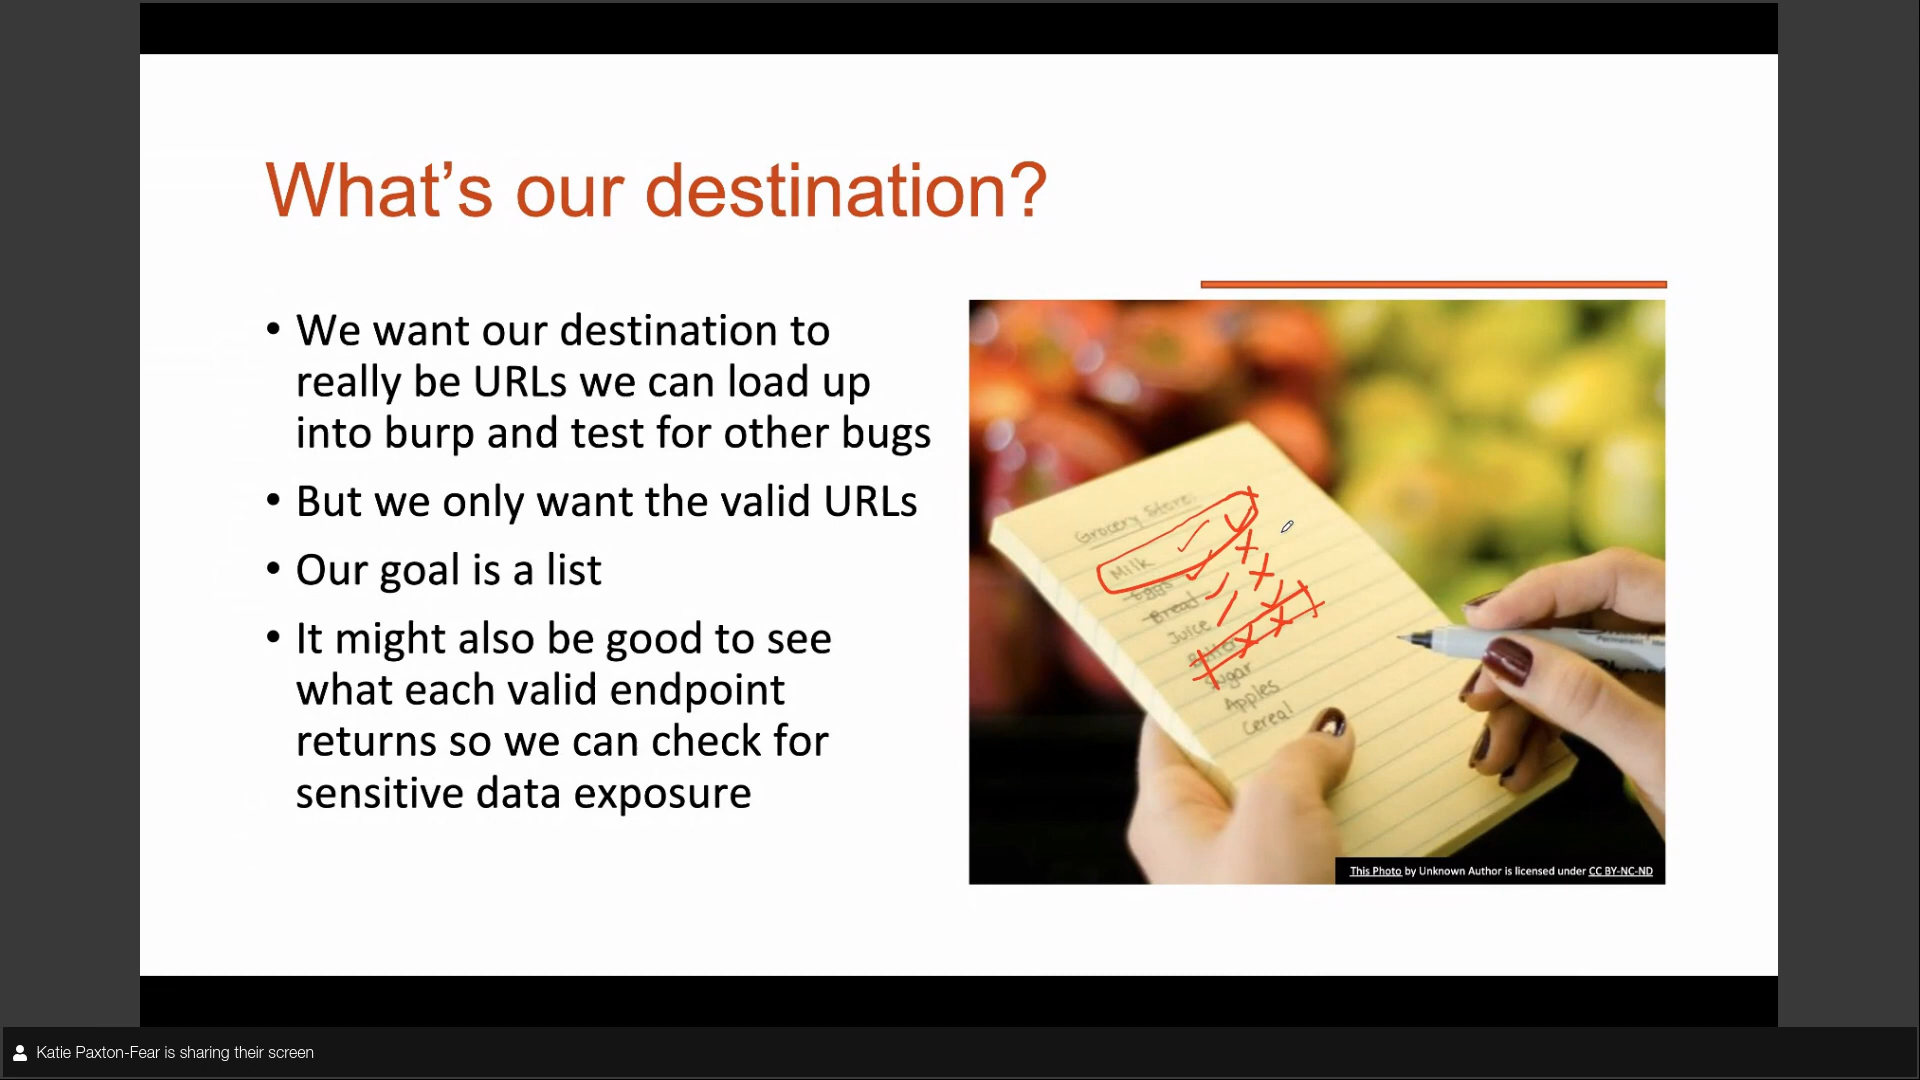 What's our destination?
• We want our destination to
really be URLs we can load up
into burp and test for other bugs
• But we only want the valid URLs
• Our goal is a list
• It might also be good to see
what each valid endpoint
returns so we can check for
sensitive data exposure
Grocery Store:
Milk
Eggs
Bread
Juice
Butter
Sugar
Apples
Cereal
This Photo by Unknown Author is licensed under CC BY-NC-ND
Katie Paxton-Fear is sharing their screen